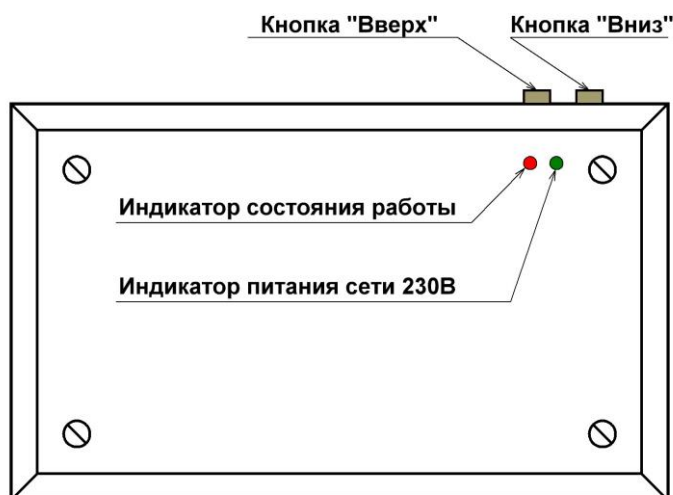 Кнопка "Вверх" Кнопка "Вниз"
Индикатор состояния работы
Индикатор питания сети 230В